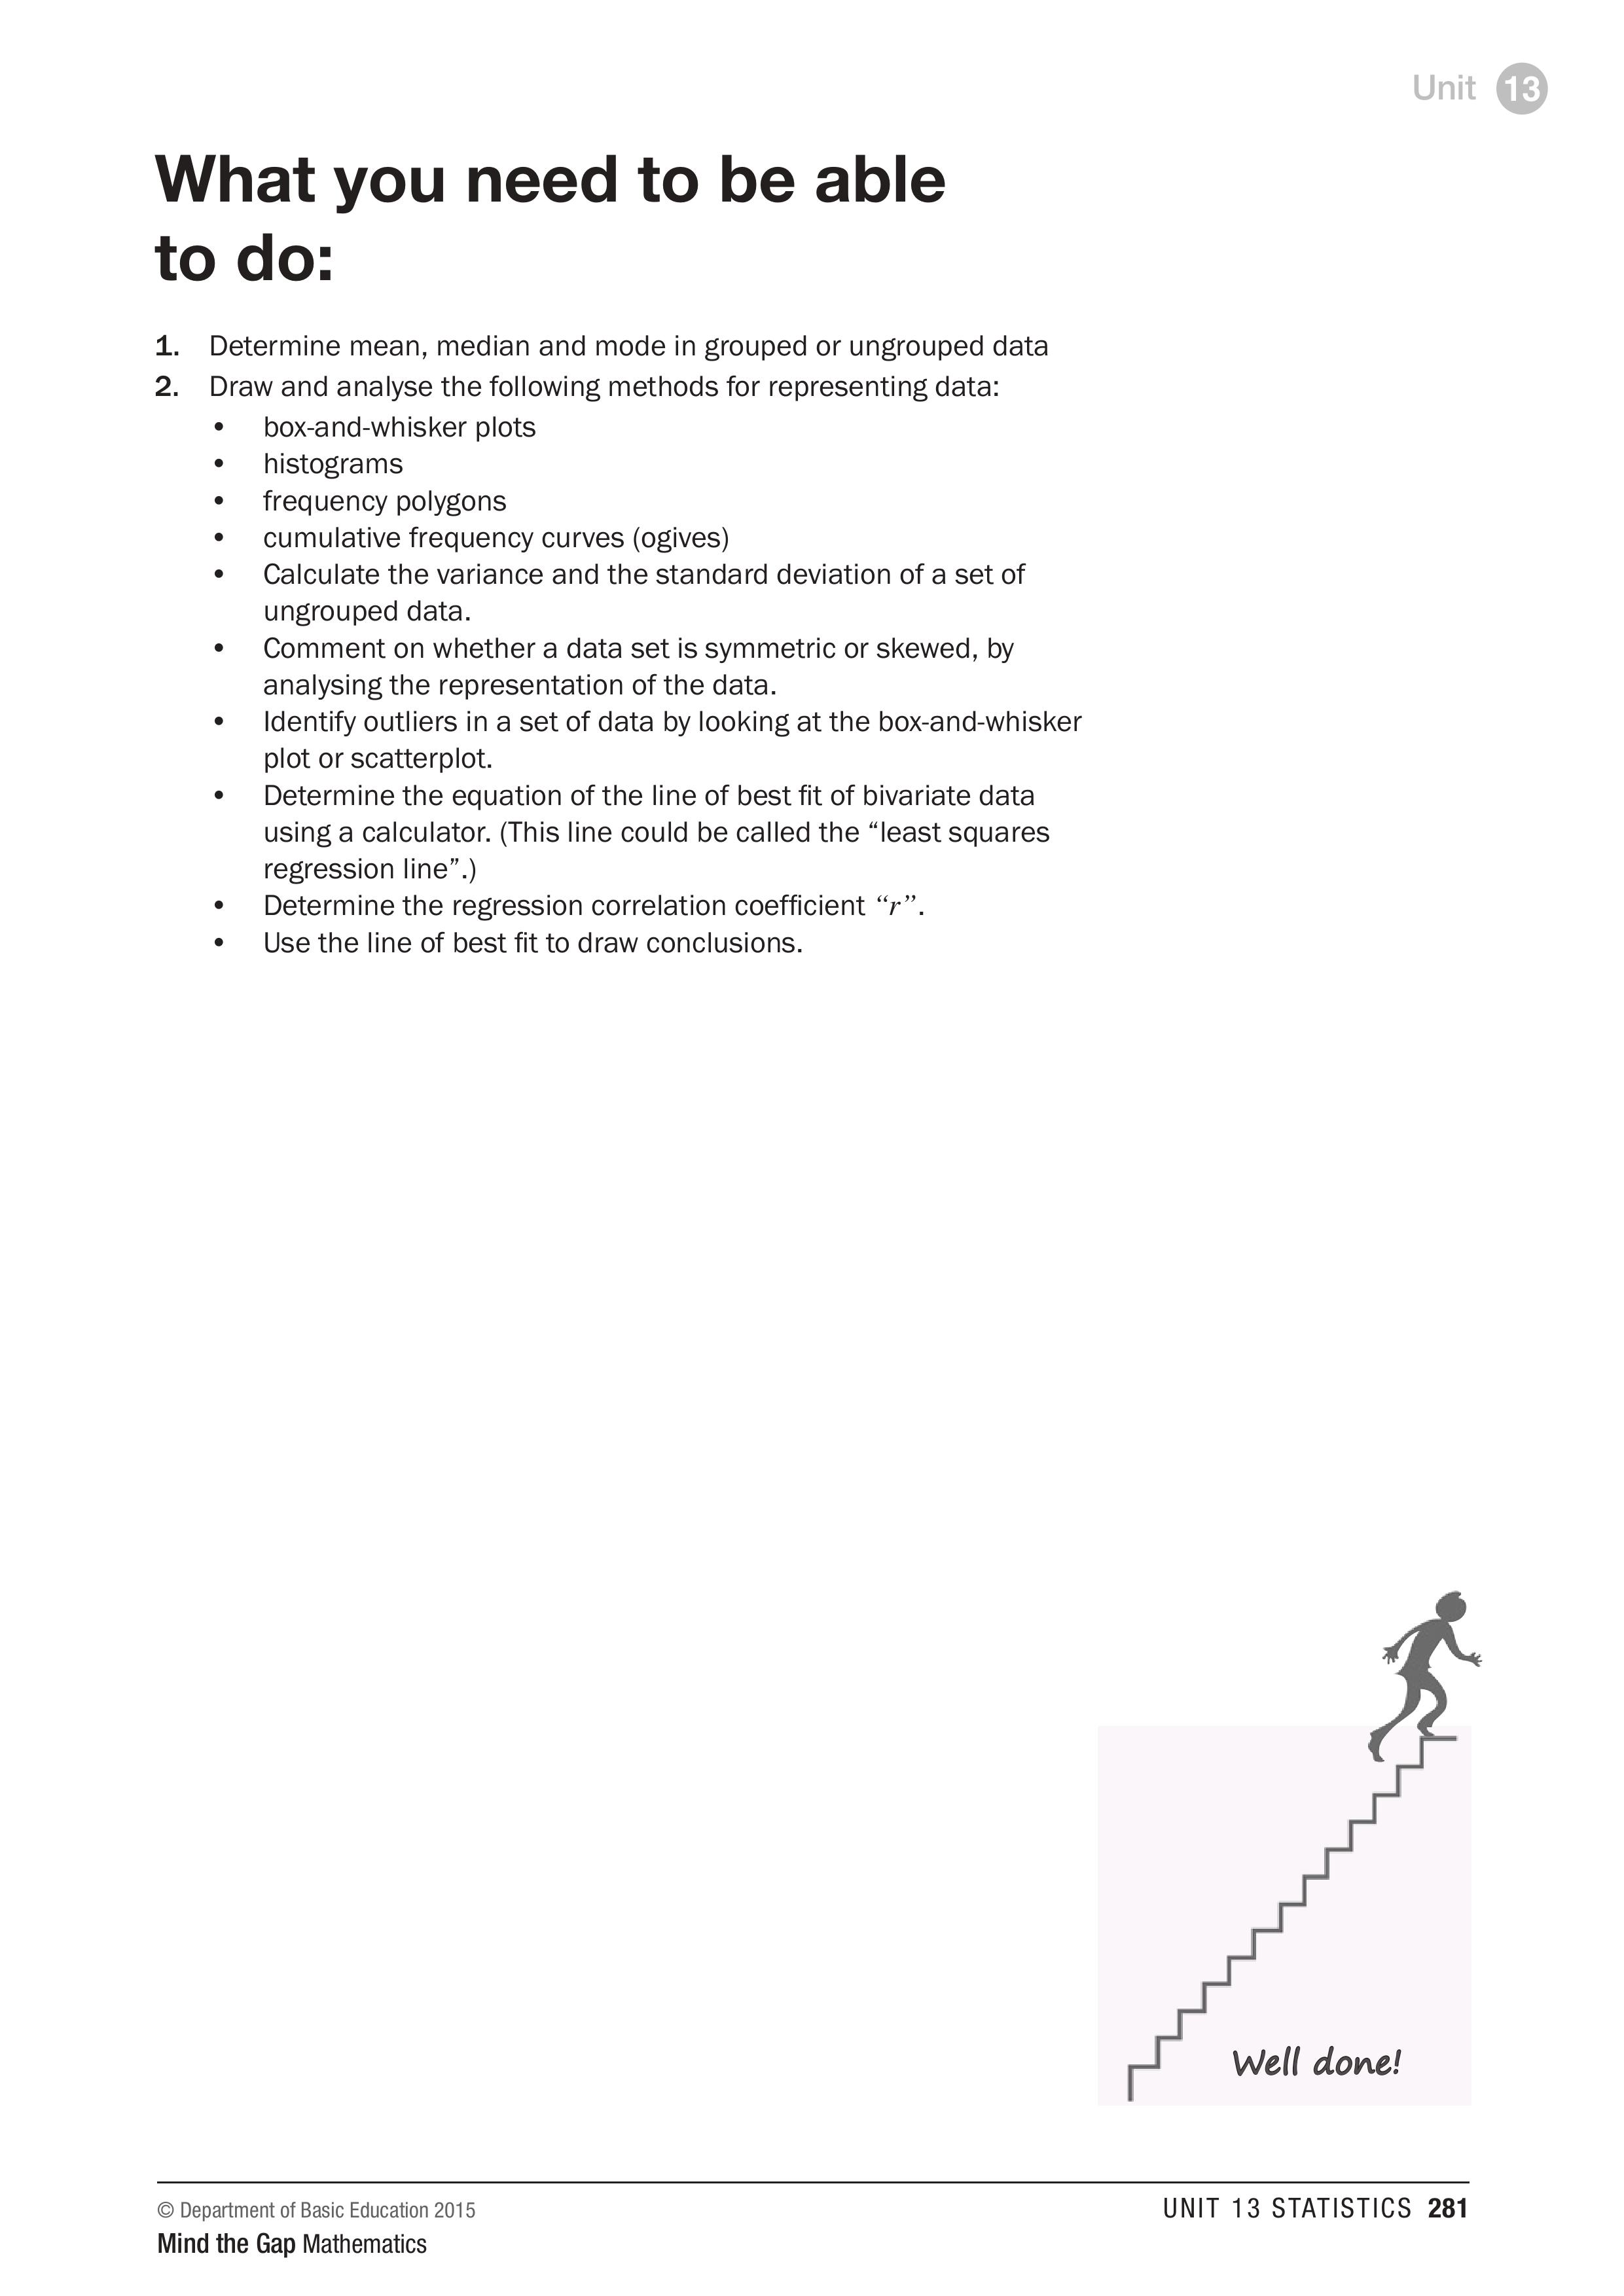 Unit 13
What you need to be able
to do:
1. Determine mean, median and mode in grouped or ungrouped data
2. Draw and analyse the following methods for representing data:
• box-and-whisker plots
• histograms
• frequency polygons
• cumulative frequency curves (ogives)
• Calculate the variance and the standard deviation of a set of
ungrouped data.
• Comment on whether a data set is symmetric or skewed, by
analysing the representation of the data.
• Identify outliers in a set of data by looking at the box-and-whisker
plot or scatterplot.
• Determine the equation of the line of best fit of bivariate data
using a calculator. (This line could be called the “least squares
regression line”.)
• Determine the regression correlation coefficient “r”.
• Use the line of best fit to draw conclusions.
Well done!
© Department of Basic Education 2015
Mind the Gap Mathematics
UNIT 13 STATISTICS 281